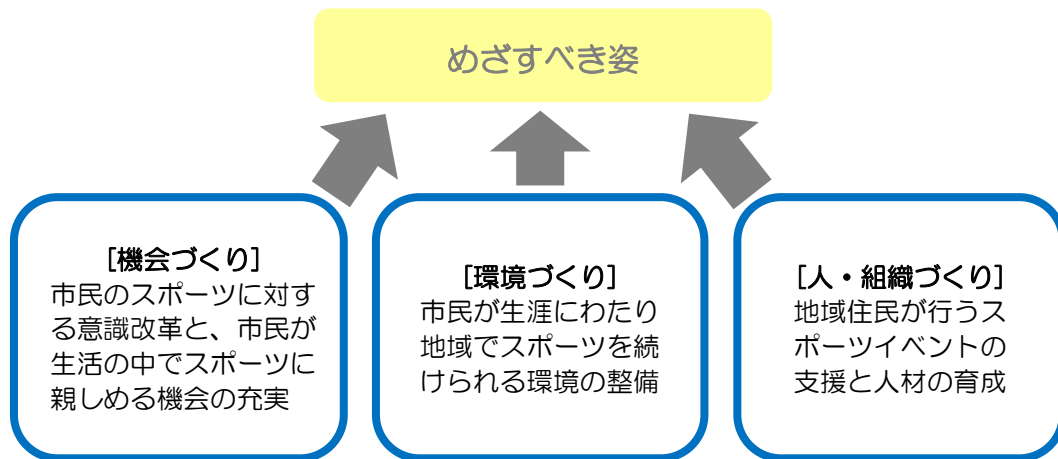 めざすべき姿
[機会づくり]
市民のスポーツに対す
る意識改革と、市民が
生活の中でスポーツに
親しめる機会の充実
[環境づくり]
市民が生涯にわたり
地域でスポーツを続
けられる環境の整備
[人・組織づくり]
地域住民が行うス
ポーツイベントの
支援と人材の育成